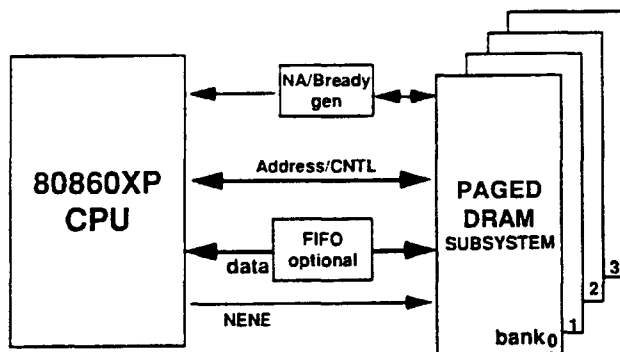 NA/Bready
gen
80860XP
CPU
Address/CNTL
PAGED
DRAM
SUBSYSTEM
FIFO
optional
data
NENE
bank0
1
2
3